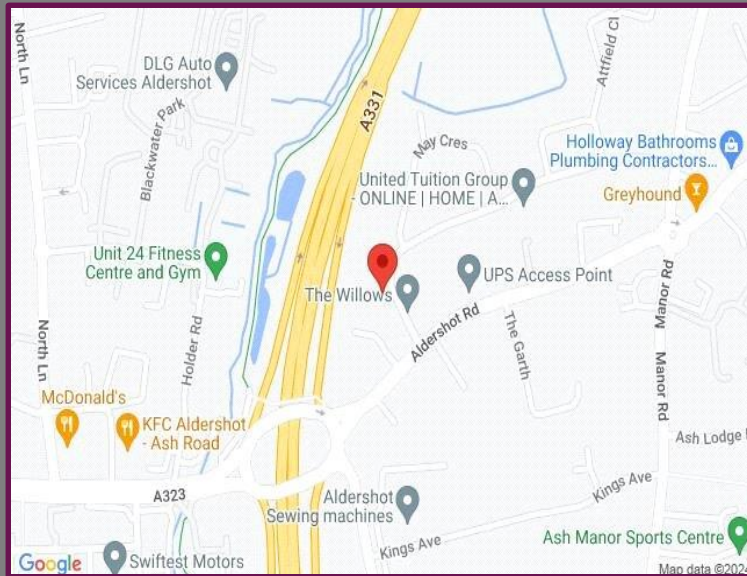 North Ln
DLG Auto
Services Aldershot
Blackwater Park
A331
Attfield Cl
May Cres
Holloway Bathrooms
Plumbing Contractors...
United Tuition Group
- ONLINE | HOME | A...
Greyhound
Unit 24 Fitness
Centre and Gym
UPS Access Point
The Willows
Manor Rd
Aldershot Rd
The Garth
North Ln
Holder Rd
Manor Rd
McDonald's
KFC Aldershot
- Ash Road
Ash Lodge
A323
Kings Ave
Aldershot
Sewing machines
Ash Manor Sports Centre
Kings Ave
Google
Swiftest Motors
Map data ©2024